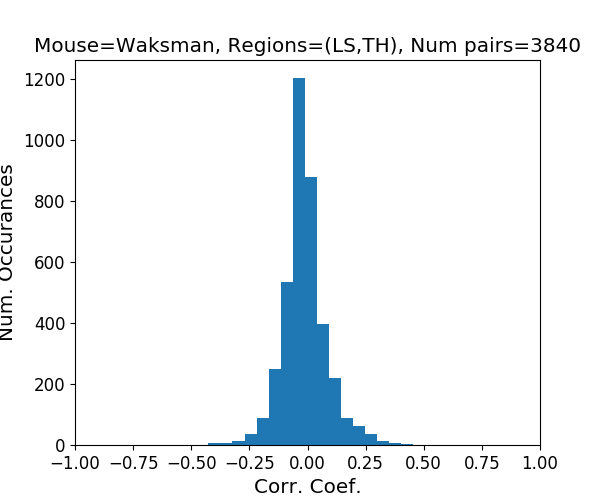 Mouse=Waksman, Regions=(LS,TH), Num pairs=3840
Num. Occurances
1200
1000
800
600
400
200
0
−1.00 −0.75 −0.50 −0.25 0.00 0.25 0.50 0.75 1.00
Corr. Coef.